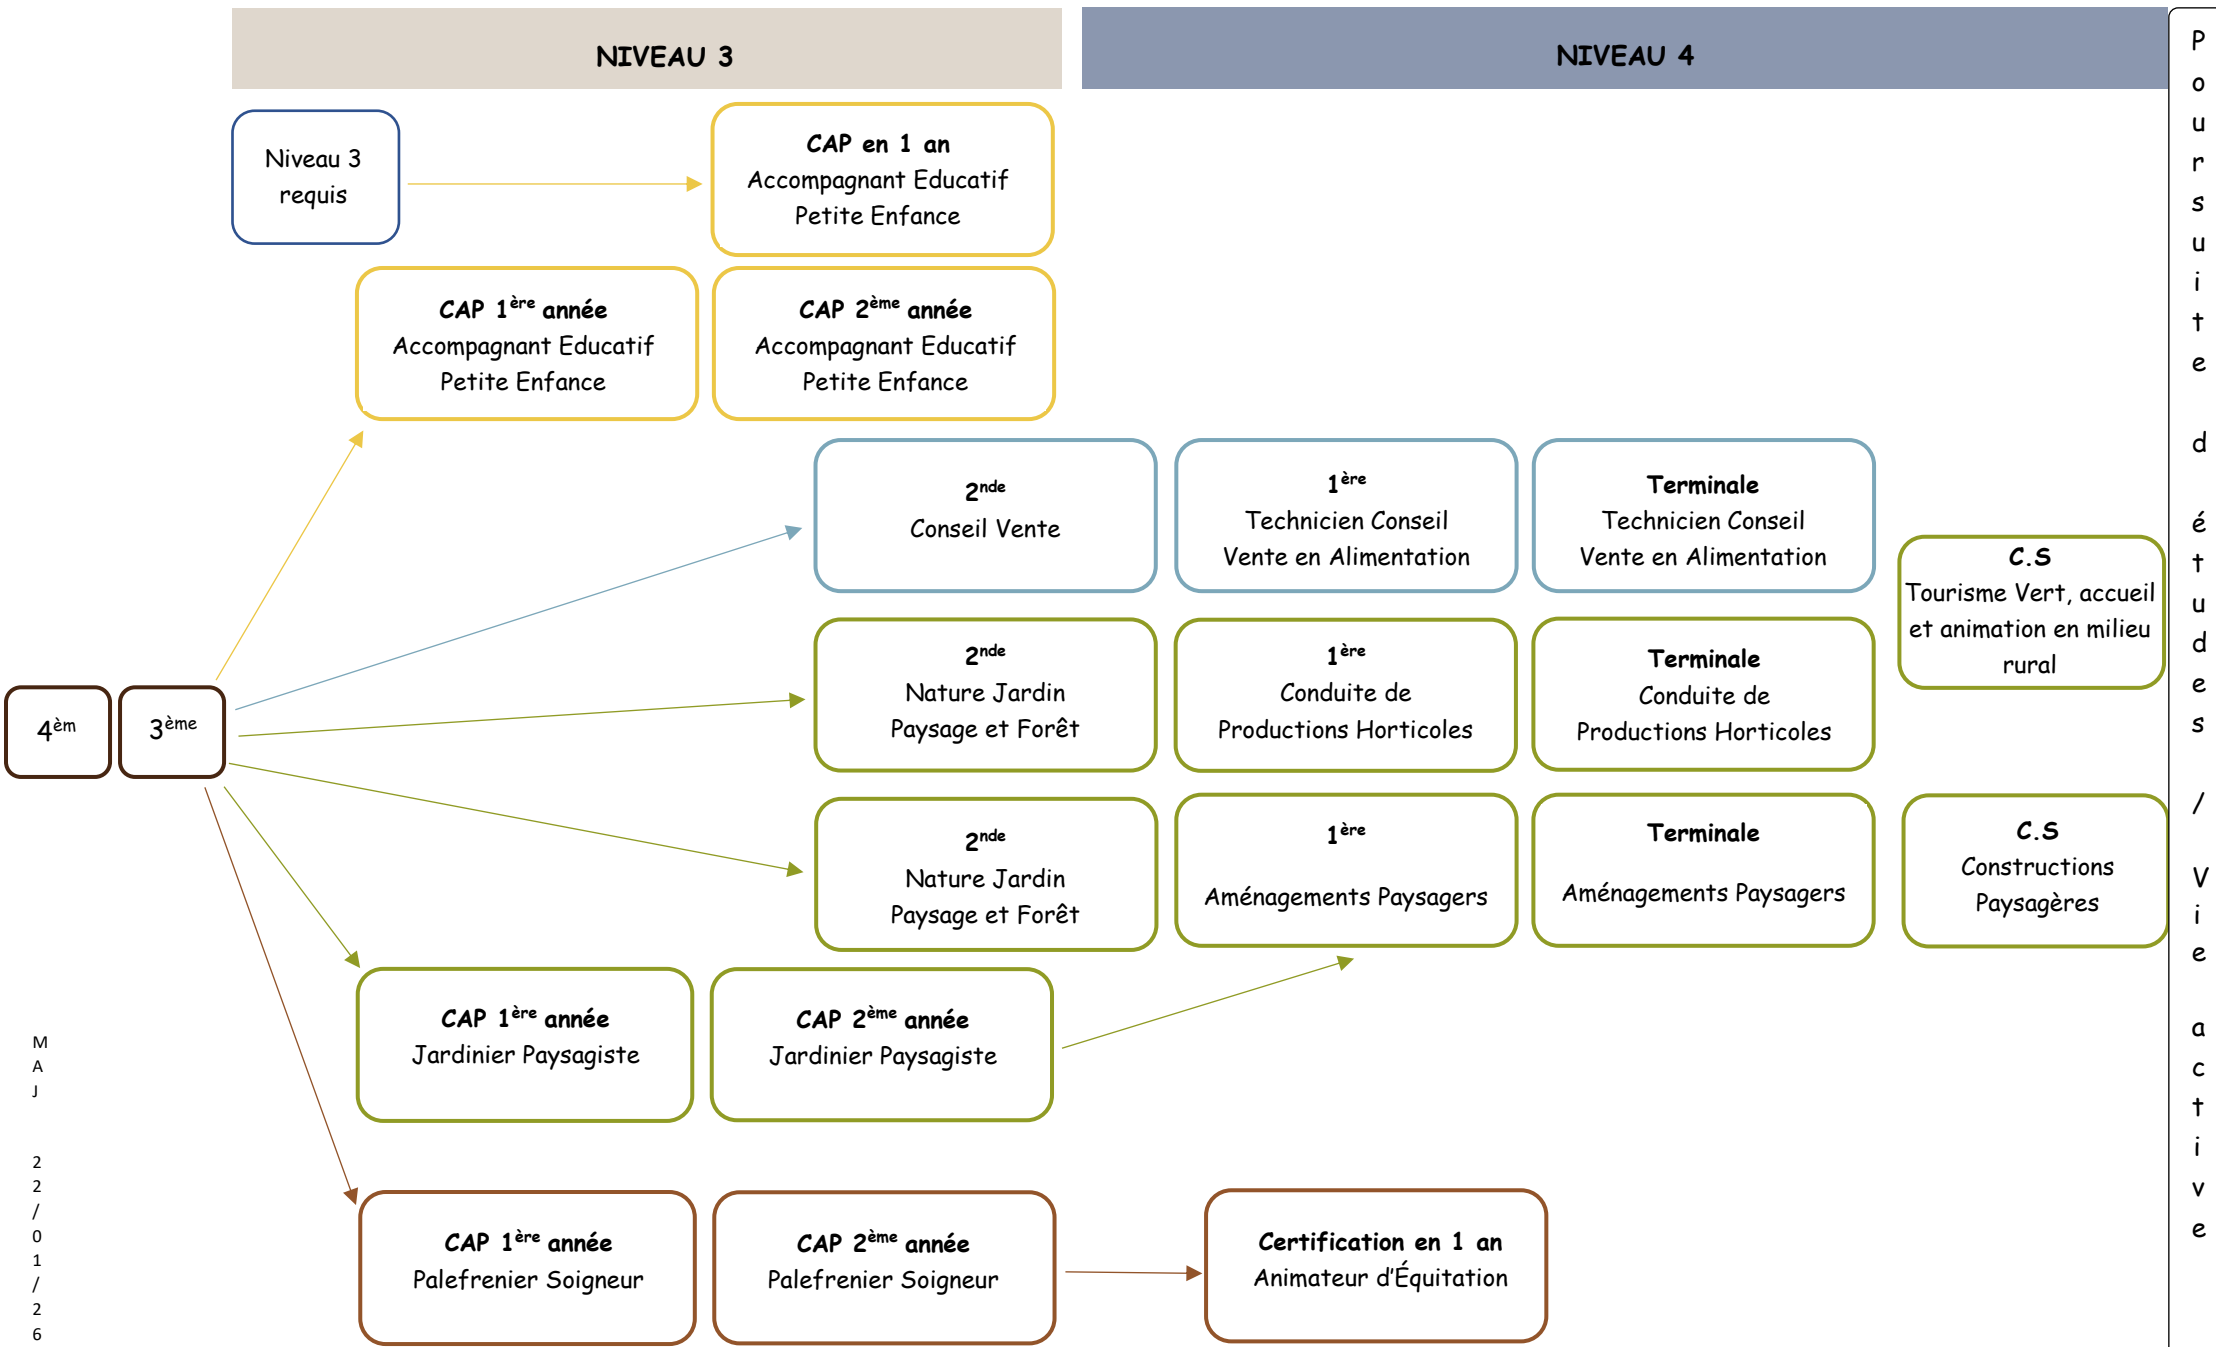 NIVEAU 3
NIVEAU 4
Niveau 3
requis
CAP en 1 an
Accompagnant Educatif
Petite Enfance
CAP 1ère année
Accompagnant Educatif
Petite Enfance
CAP 2ème année
Accompagnant Educatif
Petite Enfance
2nde
Conseil Vente
1ère
Technicien Conseil
Vente en Alimentation
Terminale
Technicien Conseil
Vente en Alimentation
C.S
Tourisme Vert, accueil
et animation en milieu
rural
4èm
3ème
2nde
Nature Jardin
Paysage et Forêt
1ère
Conduite de
Productions Horticoles
Terminale
Conduite de
Productions Horticoles
2nde
Nature Jardin
Paysage et Forêt
1ère
Aménagements Paysagers
Terminale
Aménagements Paysagers
C.S
Constructions
Paysagères
CAP 1ère année
Jardinier Paysagiste
CAP 2ème année
Jardinier Paysagiste
CAP 1ère année
Palefrenier Soigneur
CAP 2ème année
Palefrenier Soigneur
Certification en 1 an
Animateur d'Équitation
MAJ 22/01/26
Poursuite d études / Vie active